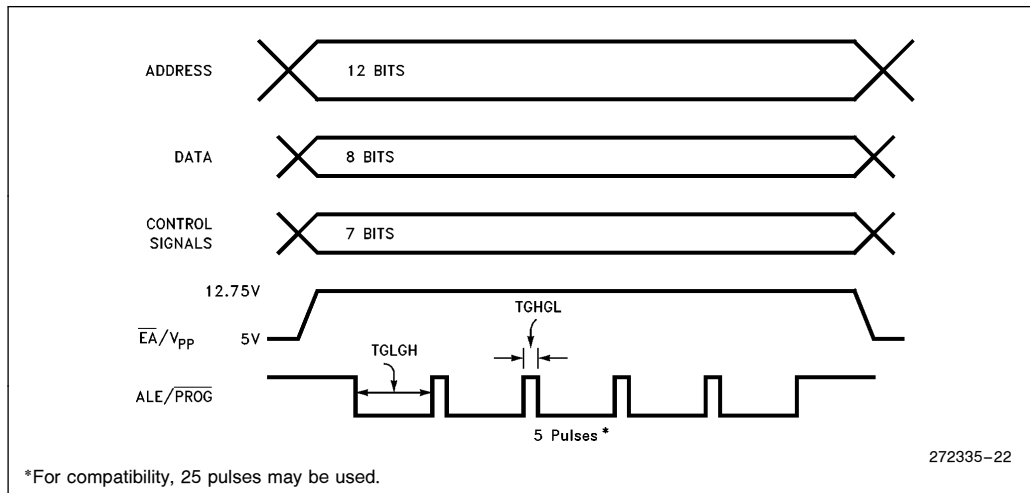 ADDRESS
12 BITS
DATA
8 BITS
CONTROL
SIGNALS
7 BITS
12.75V
TGHGL
EA/VPP
5V
TGLGH
ALE/PROG
5 Pulses*
272335–22
*For compatibility, 25 pulses may be used.